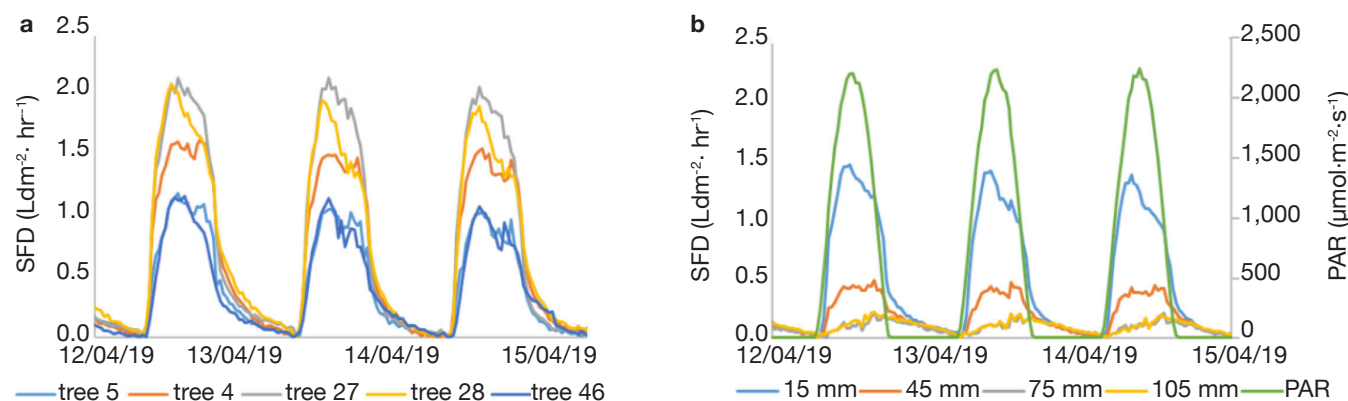 a
SFD (Ldm⁻²· hr⁻¹)
2.5
2.0
1.5
1.0
0.5
0.0
12/04/19 13/04/19 14/04/19 15/04/19
tree 5 tree 4 tree 27 tree 28 tree 46
b
SFD (Ldm⁻²· hr⁻¹)
2.5
2.0
1.5
1.0
0.5
0.0
2,500
2,000
1,500
1,000
500
0
PAR (µmol·m⁻²·s⁻¹)
12/04/19 13/04/19 14/04/19 15/04/19
15 mm 45 mm 75 mm 105 mm PAR